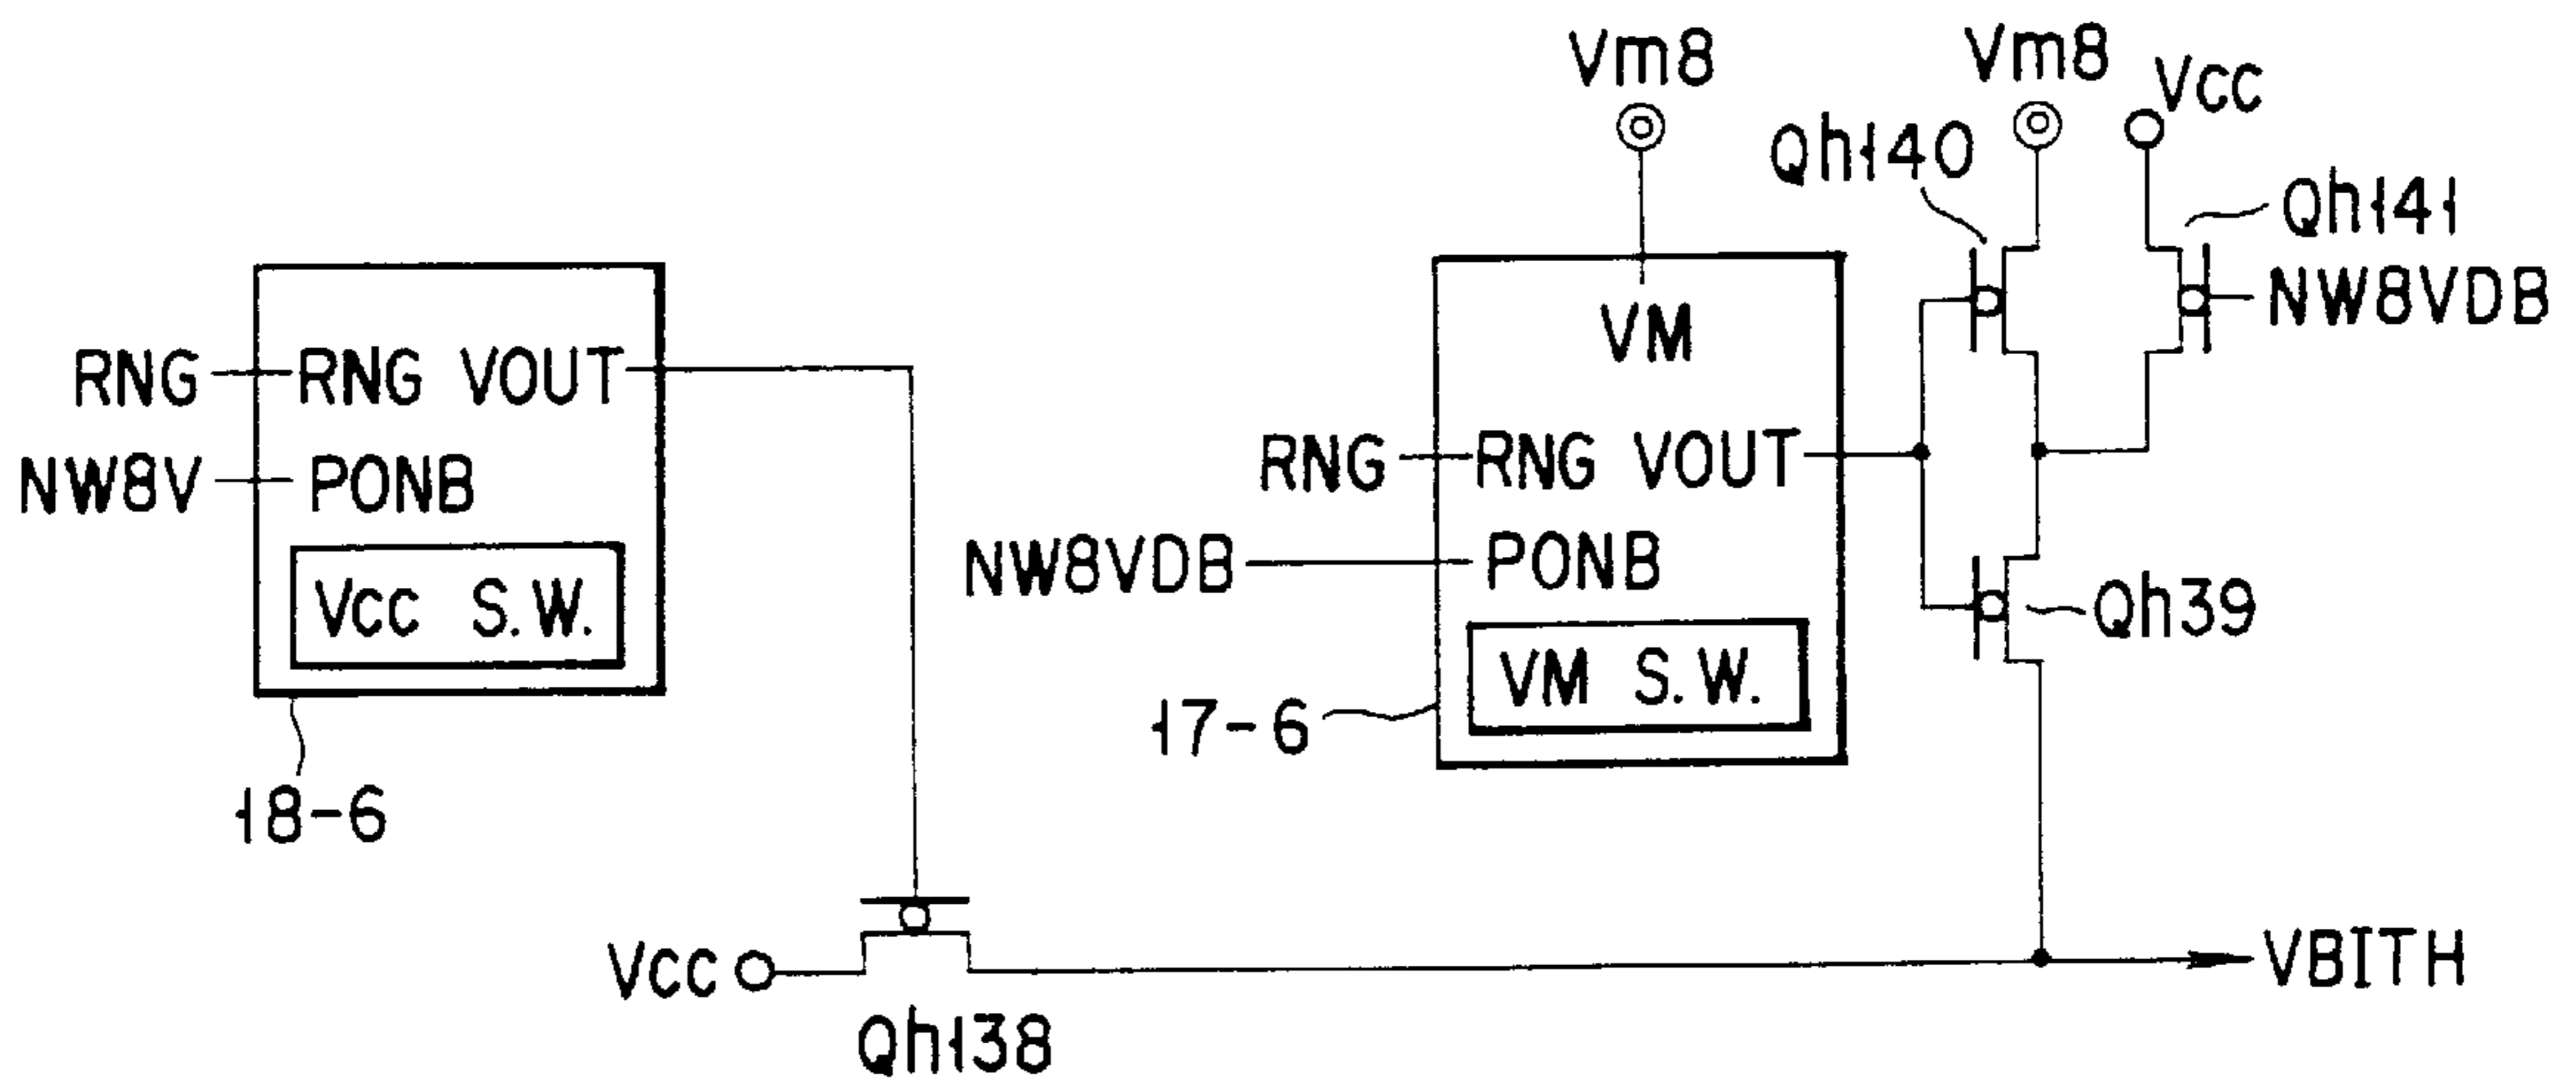 Vm8
Vm8
Vcc
Qh140
Qh141
NW8VDB
RNG
RNG VOUT
NW8V
PONB
Vcc S.W.
18-6
VM
RNG
RNG VOUT
NW8VDB
PONB
VM S.W.
17-6
Qh39
Vcc
Qh138
VBITH